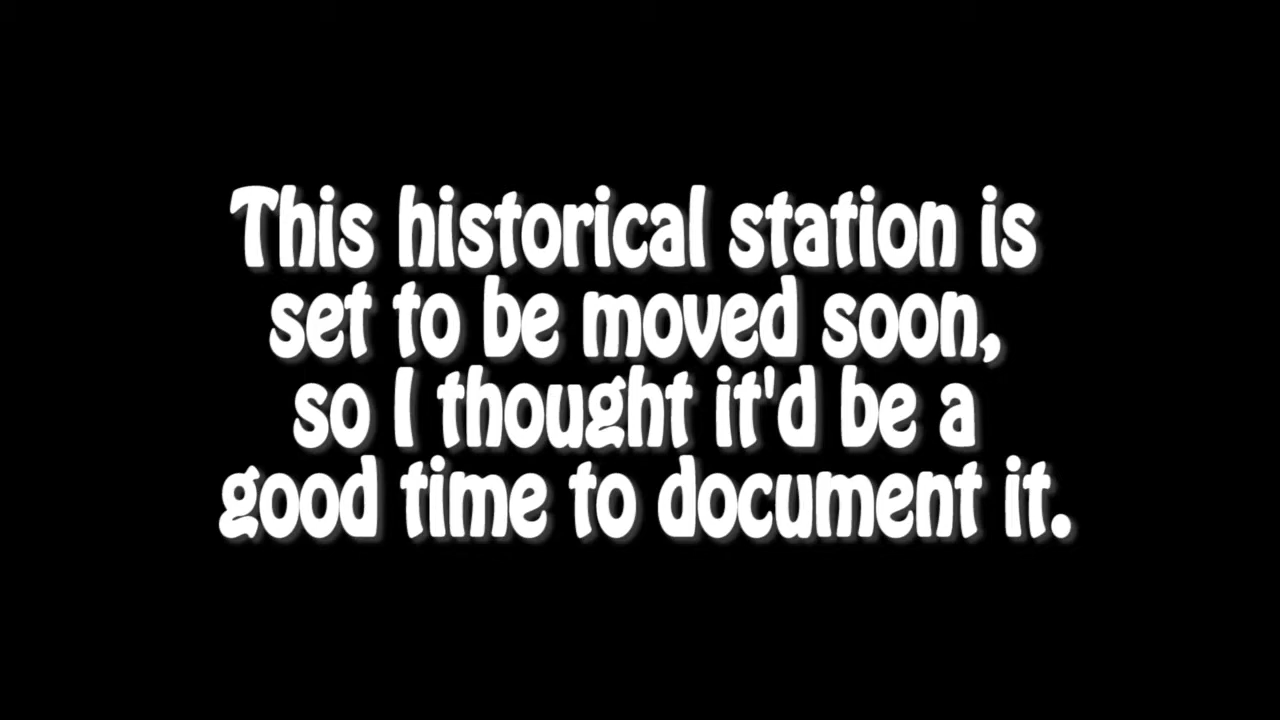 This historical station is
set to be moved soon,
so I thought it'd be a
good time to document it.